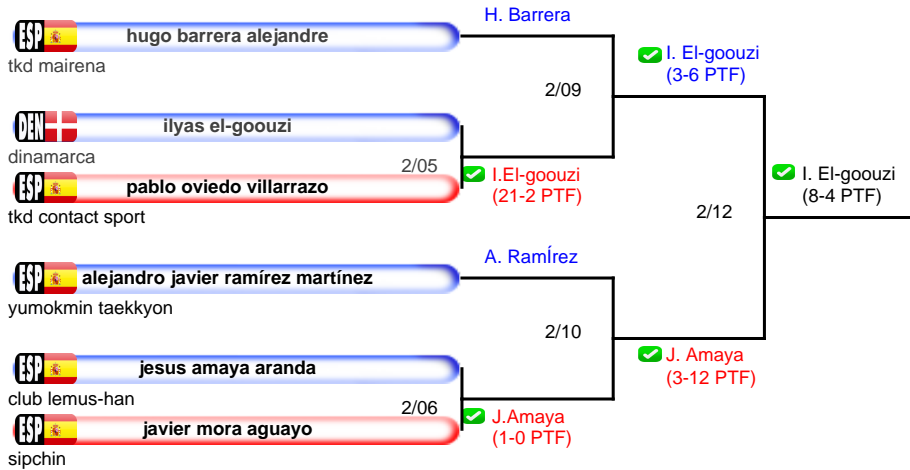 H. Barrera
ESP hugo barrera alejandre
tkd mairena
I. El-goouzi
(3-6 PTF)
2/09
DEN ilyas el-goouzi
dinamarca
2/05
I.El-goouzi
(21-2 PTF)
ESP pablo oviedo villarrazo
tkd contact sport
I. El-goouzi
(8-4 PTF)
2/12
A. RamÍrez
ESP alejandro javier ramírez martínez
yumokmin taekkyon
2/10
J. Amaya
(3-12 PTF)
ESP jesus amaya aranda
club lemus-han
2/06
J.Amaya
(1-0 PTF)
ESP javier mora aguayo
sipchin